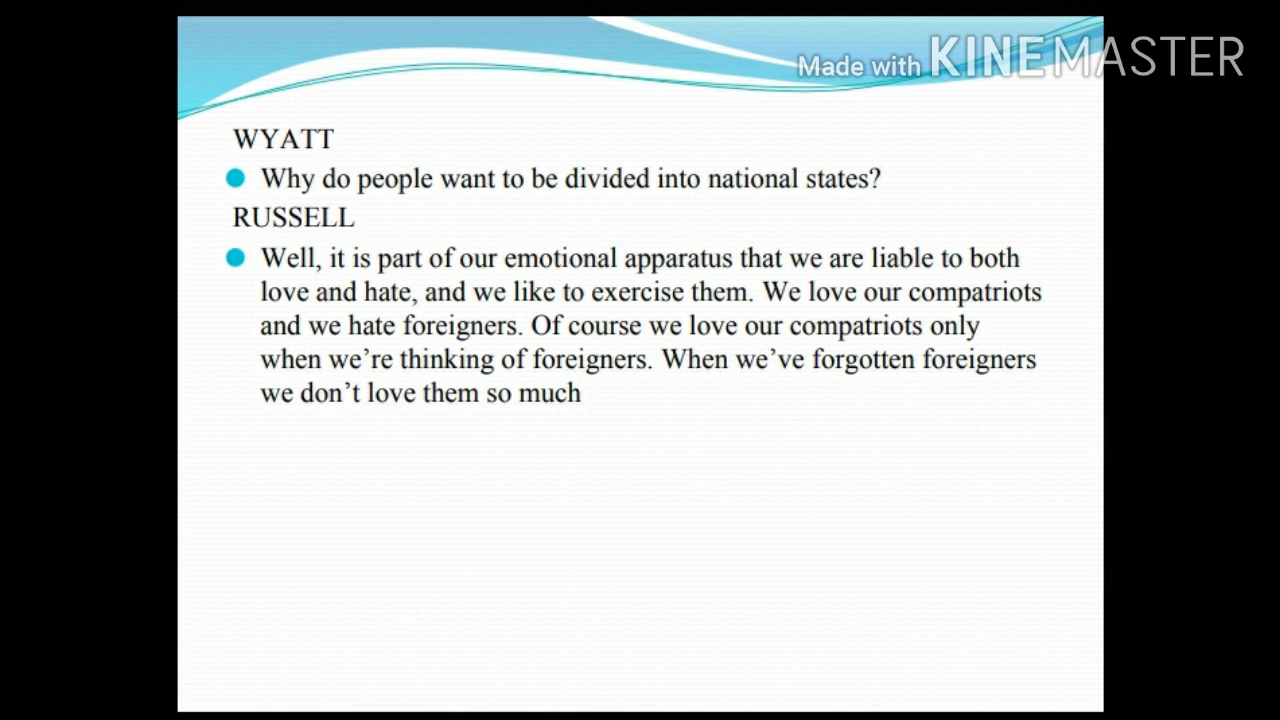 Made with KINEMASTER
WYATT
Why do people want to be divided into national states?
RUSSELL
Well, it is part of our emotional apparatus that we are liable to both
love and hate, and we like to exercise them. We love our compatriots
and we hate foreigners. Of course we love our compatriots only
when we’re thinking of foreigners. When we’ve forgotten foreigners
we don’t love them so much